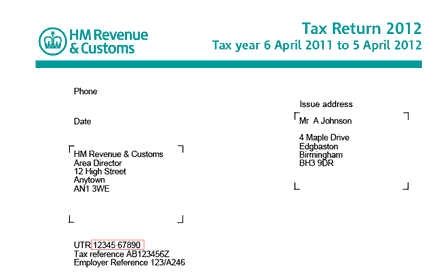 HM Revenue
& Customs
Tax Return 2012
Tax year 6 April 2011 to 5 April 2012
Phone
Date
HM Revenue & Customs
Area Director
12 High Street
Anytown
AN1 3WE
Issue address
Mr A Johnson
4 Maple Drive
Edgbaston
Birmingham
BH3 9DR
UTR 12345 67890
Tax reference AB123456Z
Employer Reference 123/A246